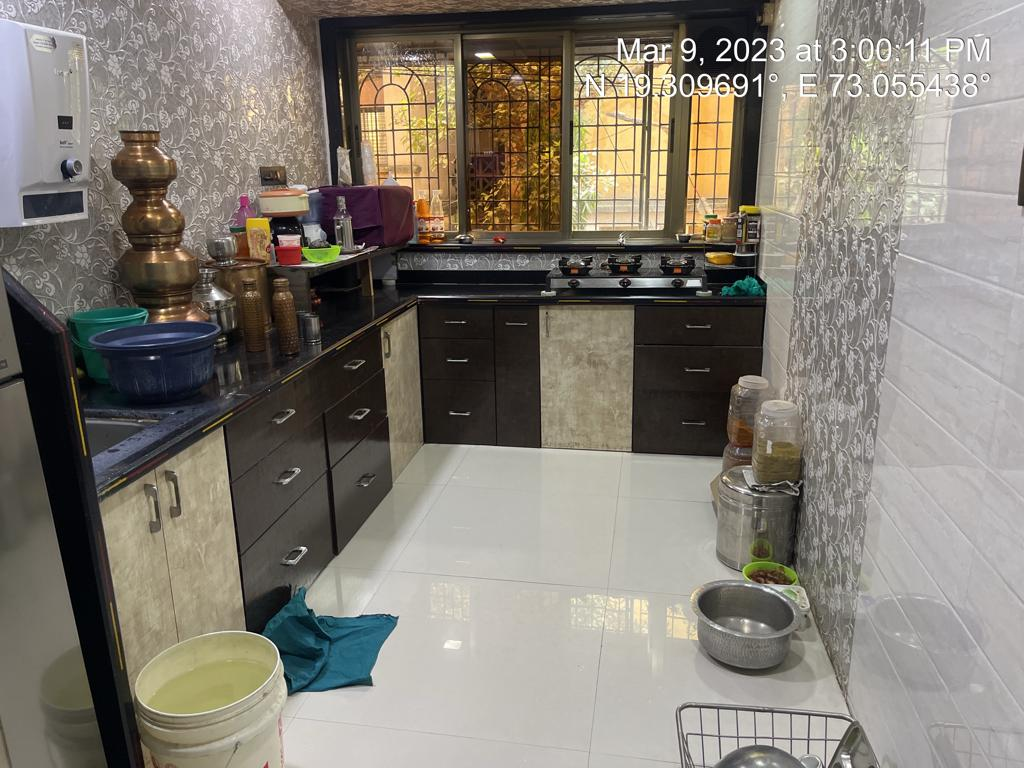 Mar 9, 2023 at 3:00:11 PM
N 19.309691°, E 73.055438°